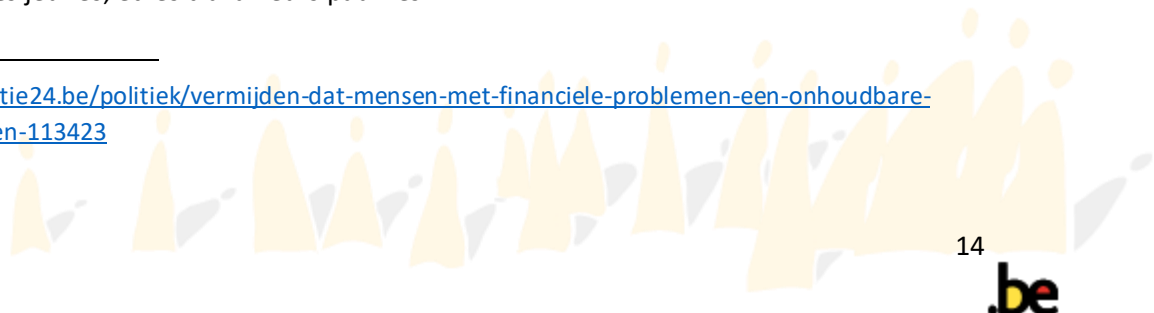 tie24.be/politiek/vermijden-dat-mensen-met-financiele-problemen-een-onhoudbare-
en-113423
14
.be